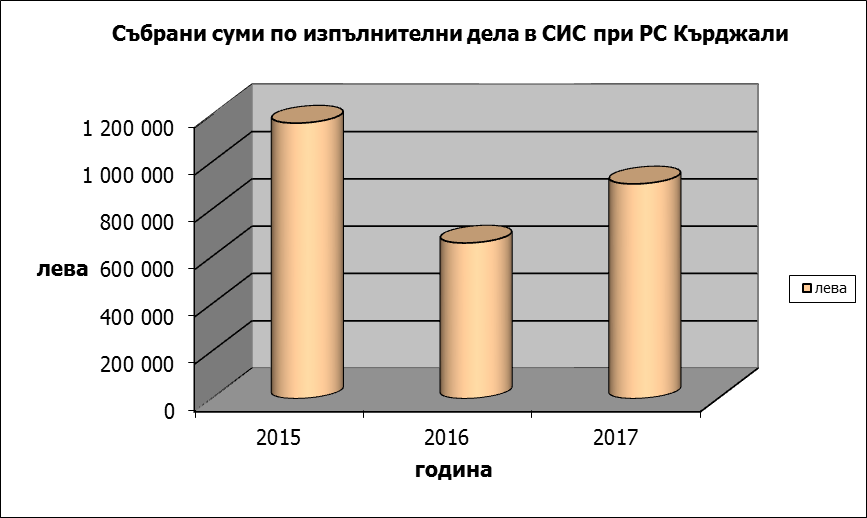 Събрани суми по изпълнителни дела в СИС при РС Кърджали
1 200 000
1 000 000
800 000
лева 600 000
400 000
200 000
0
2015 2016 2017
година
лева